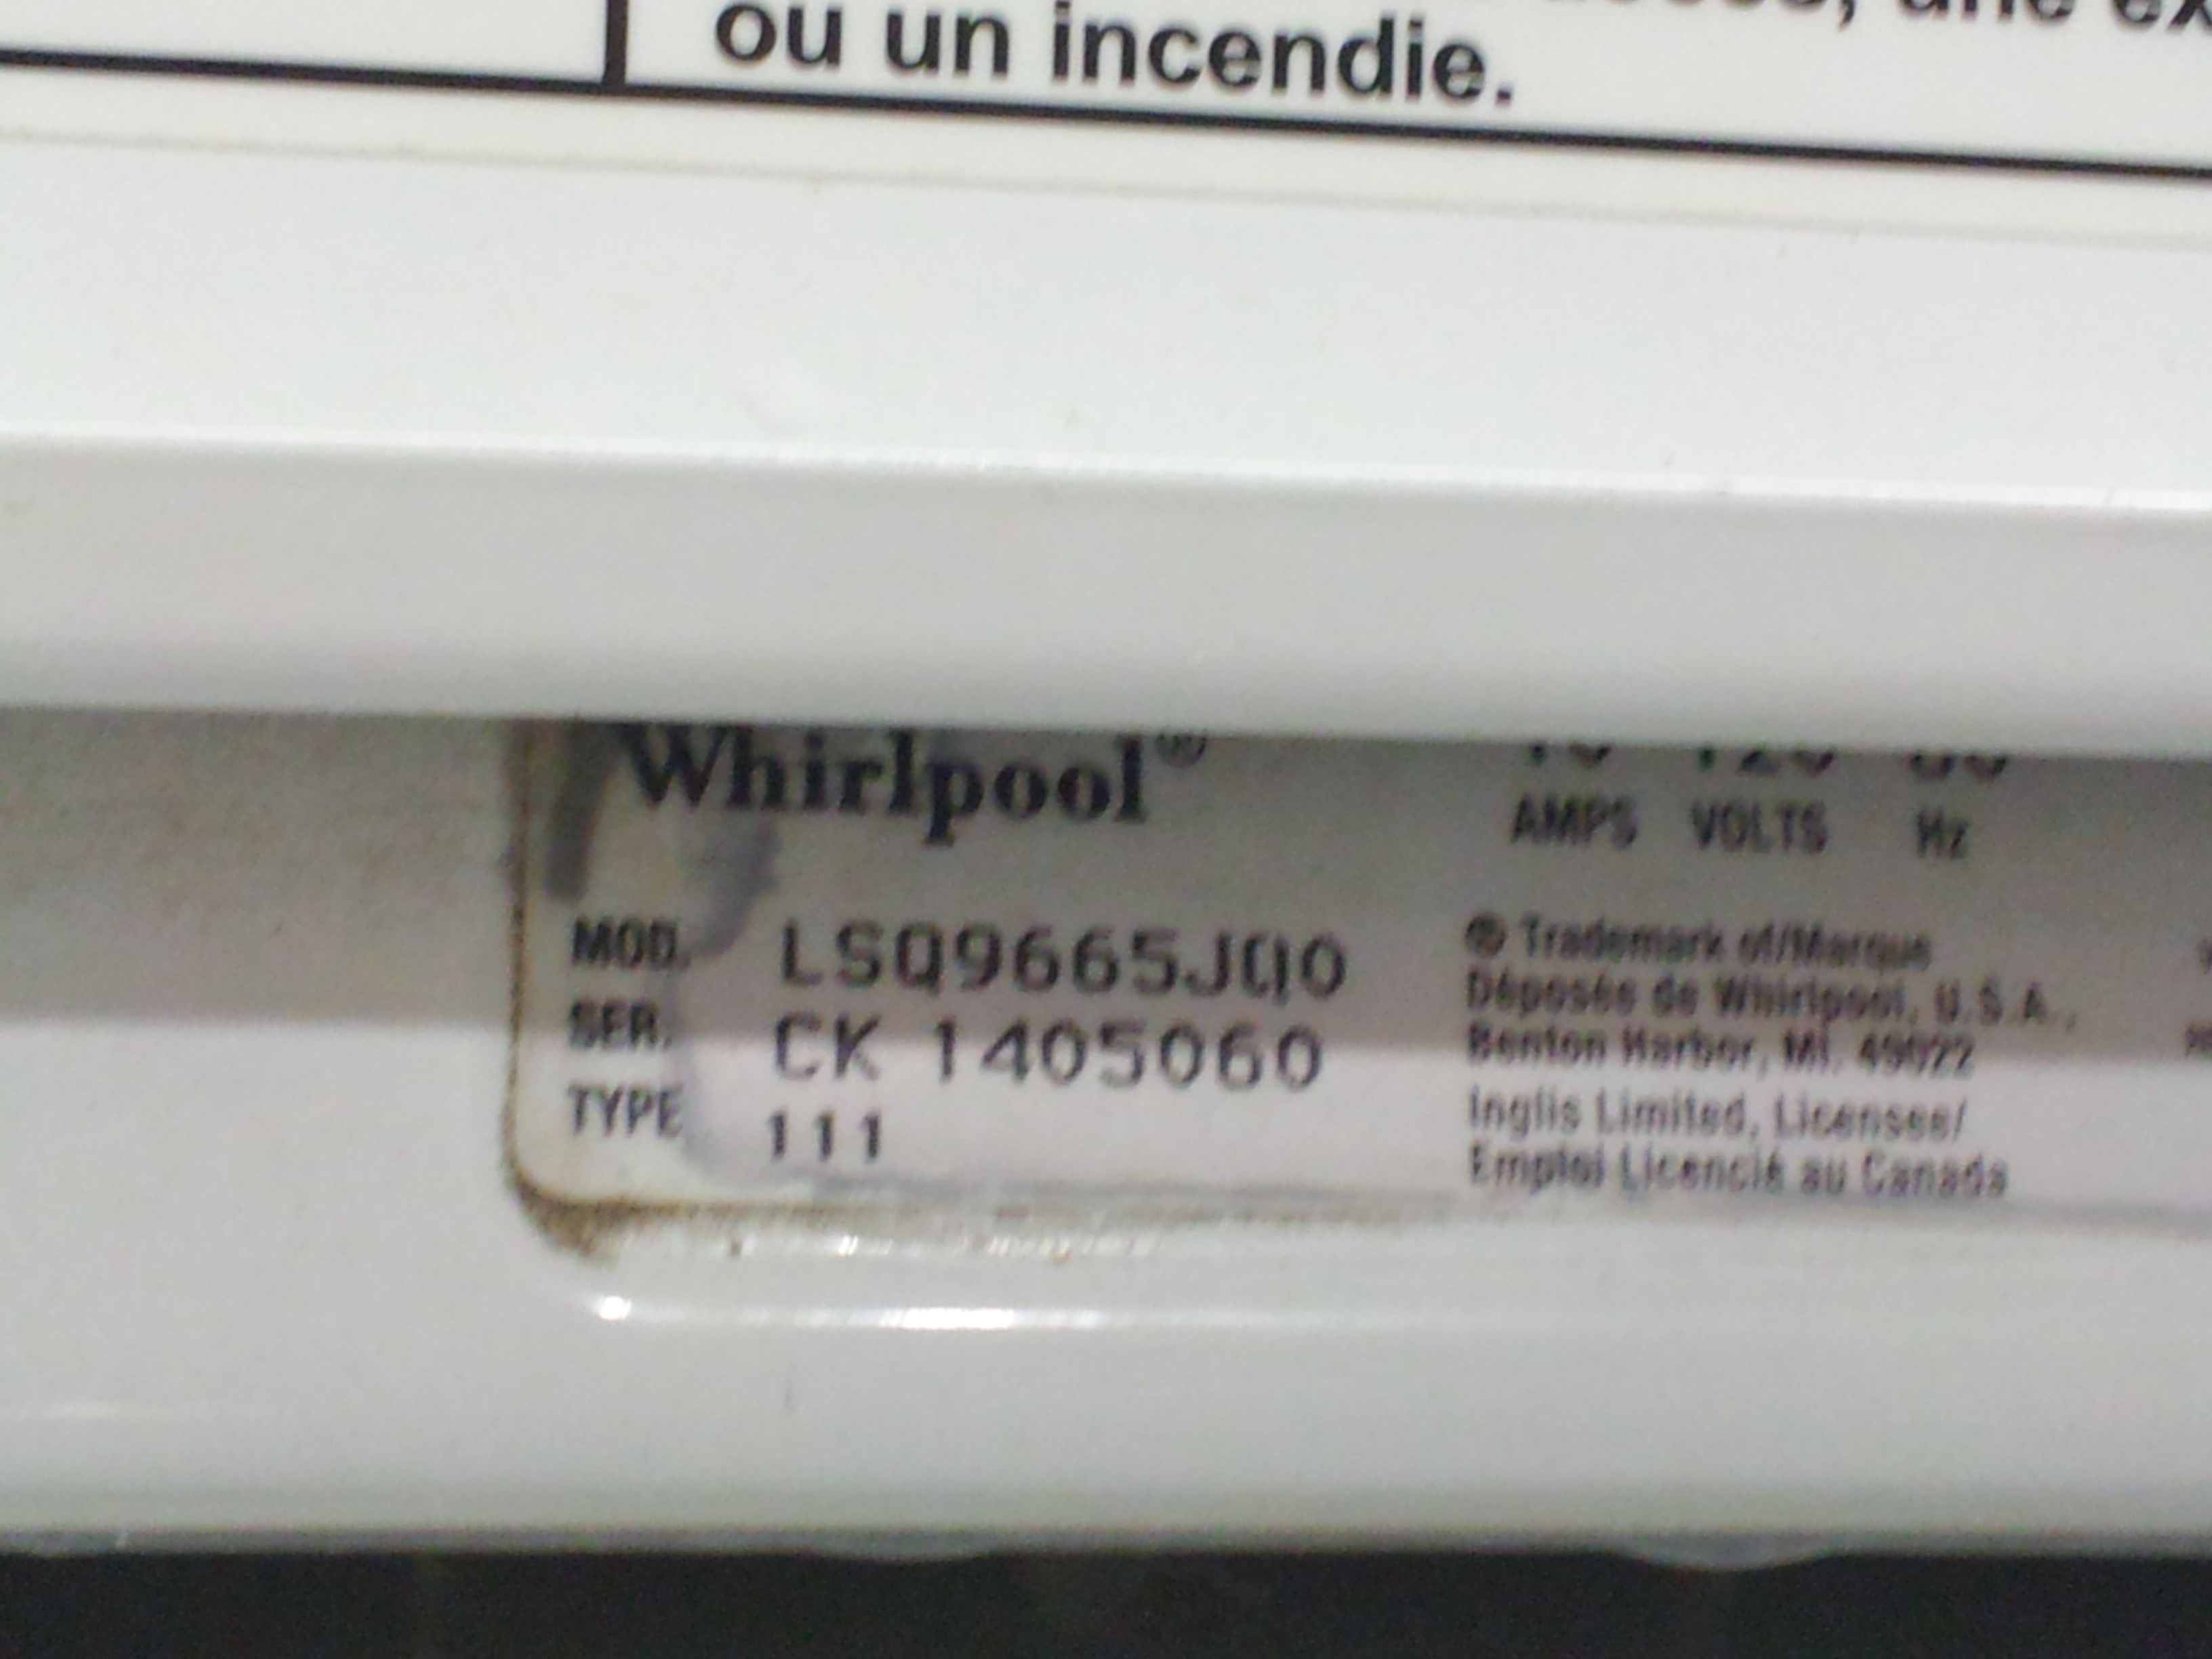 une
ou un incendie.
Whirlpool®
AMPS VOLTS Hz
MOD. LSQ9665JQ0
SER. CK 1405060
TYPE 111
® Trademark of/Marque
Déposée de Whirlpool, U.S.A.,
Benton Harbor, MI. 49022
Inglis Limited, Licensee/
Emploi Licencié au Canada